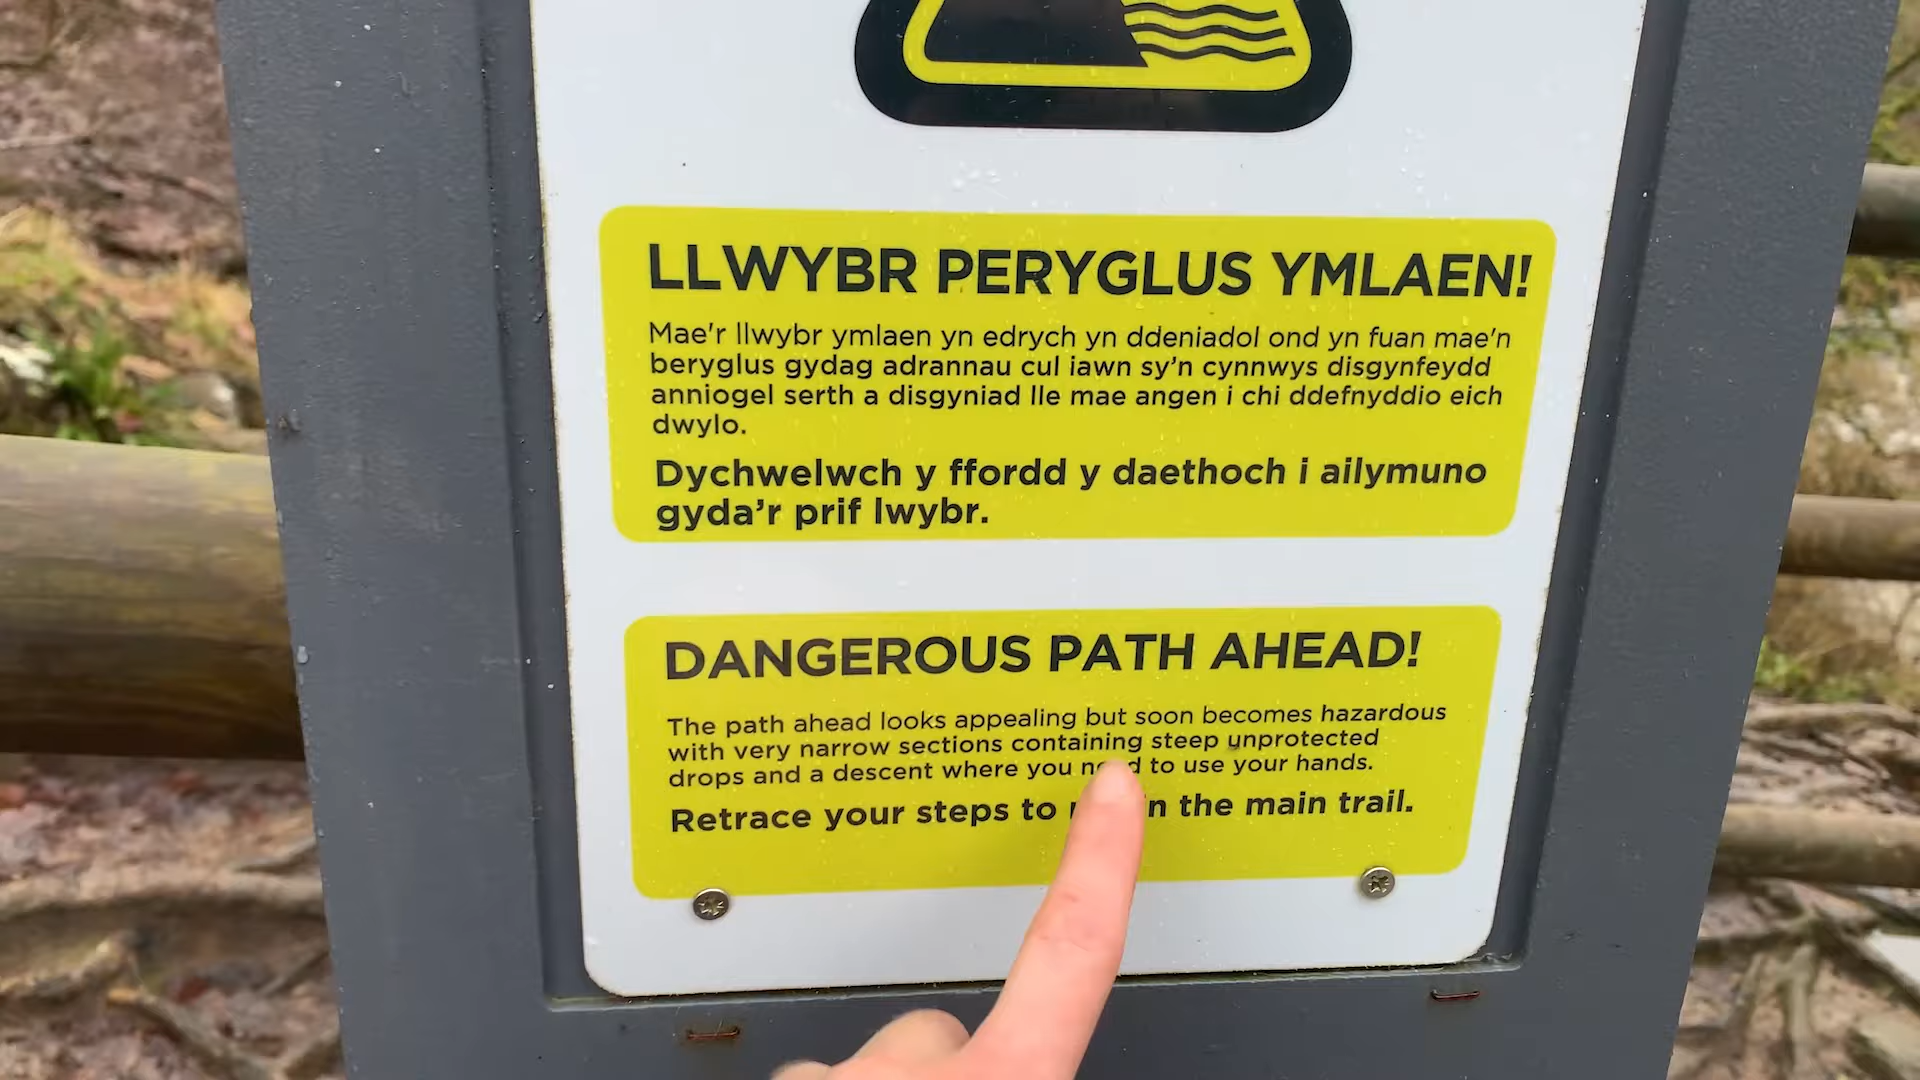 LLWYBR PERYGLUS YMLAEN!
Mae'r llwybr ymlaen yn edrych yn ddeniadol ond yn fuan mae'n
beryglus gydag adrannau cul iawn sy'n cynnwys disgynfeydd
anniogel serth a disgyniad lle mae angen i chi ddefnyddio eich
dwylo.
Dychwelwch y ffordd y daethoch i ailymuno
gyda'r prif lwybr.
DANGEROUS PATH AHEAD!
The path ahead looks appealing but soon becomes hazardous
with very narrow sections containing steep unprotected
drops and a descent where you need to use your hands.
Retrace your steps to the main trail.